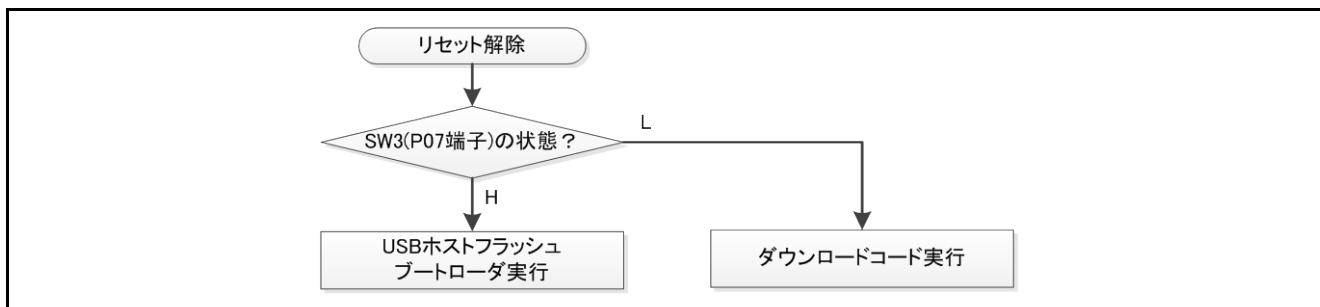 リセット解除
SW3(P07端子)の状態？
L
H
USBホストフラッシュ
ブートローダ実行
ダウンロードコード実行